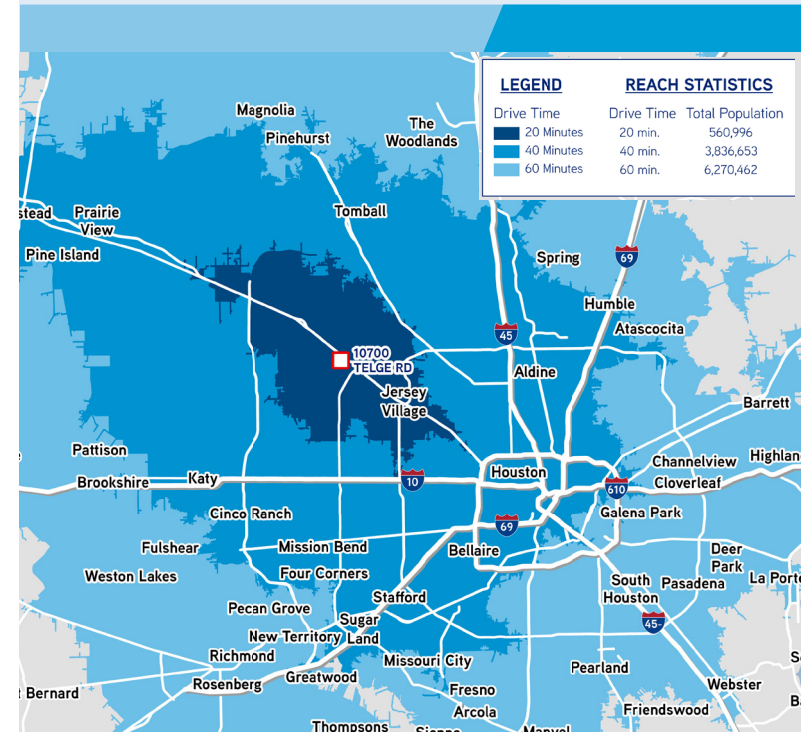 LEGEND
Drive Time
20 Minutes
40 Minutes
60 Minutes
REACH STATISTICS
Drive Time Total Population
20 min. 560,996
40 min. 3,836,653
60 min. 6,270,462
Magnolia
Pinehurst
The
Woodlands
Tomball
stead
Prairie
View
Pine Island
Spring
69
Humble
Atascocita
45
10700
TELGE RD
Aldine
Jersey
Village
Barrett
Pattison
Brookshire
Katy
10
Houston
Channelview
Highlan
Cloverleaf
610
Cinco Ranch
Galena Park
69
Fulshear
Mission Bend
Bellaire
Deer
Park
Weston Lakes
Four Corners
South
Houston
Pasadena
La Porte
Stafford
Pecan Grove
Sugar
Land
45-
New Territory
Richmond
Missouri City
Pearland
Greatwood
Rosenberg
Fresno
Webster
t Bernard
Arcola
Friendswood
Thompsons
Manvel